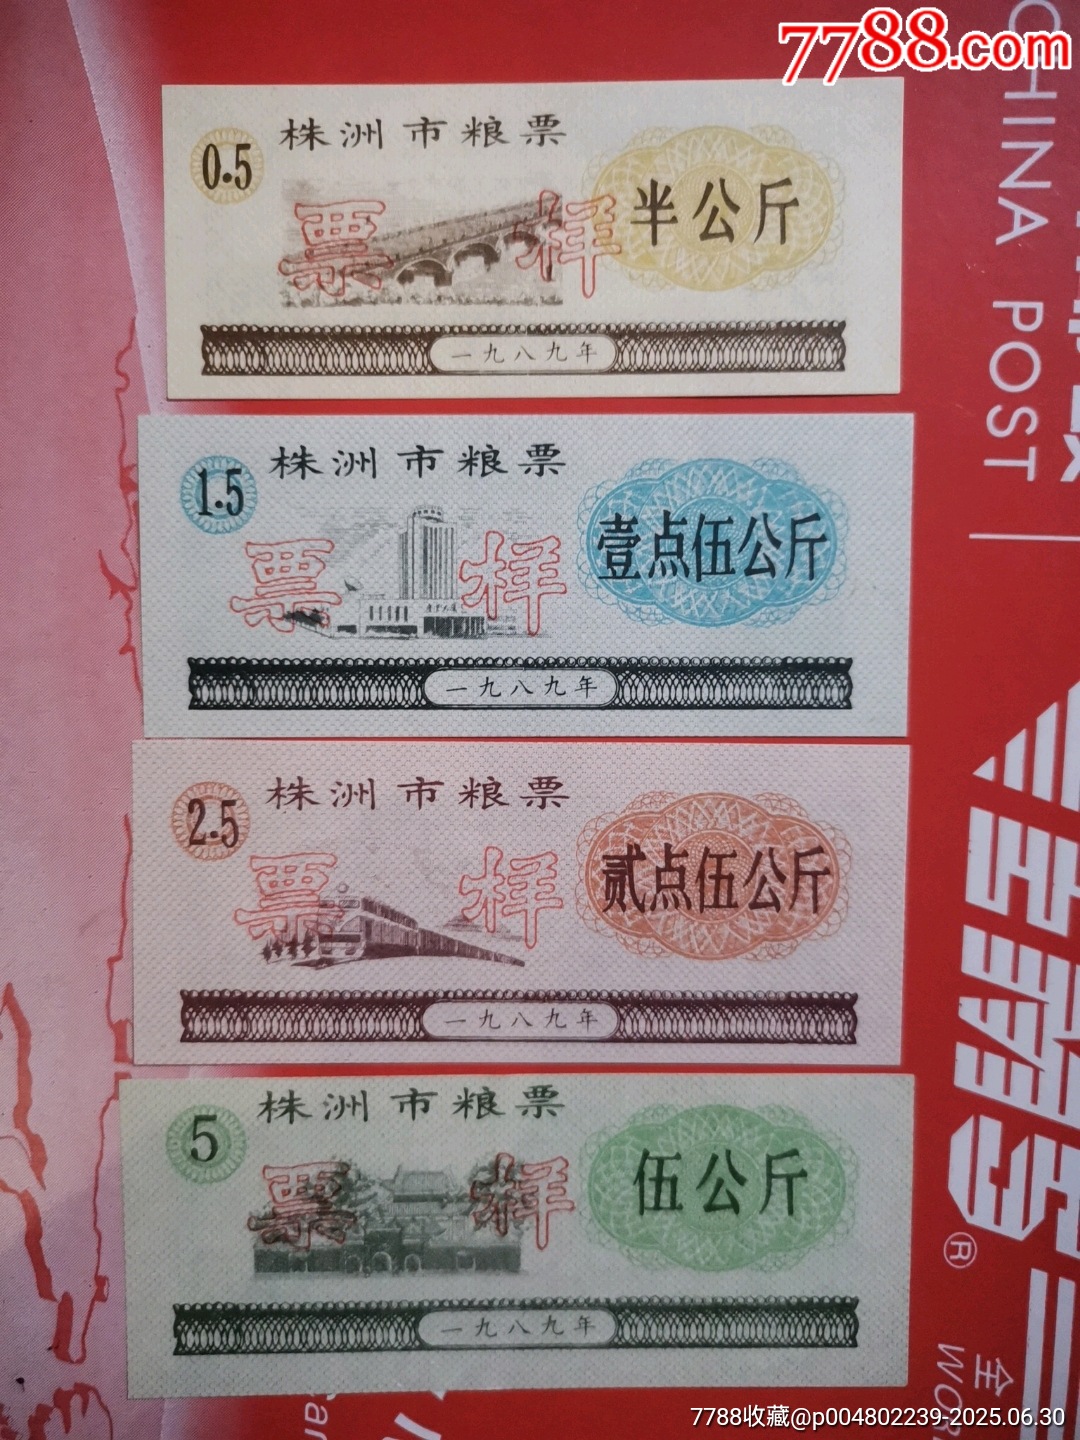 7788.com
CHINA POST
株洲市粮票
0.5
半公斤
票样
一九八九年
株洲市粮票
1.5
壹点伍公斤
票样
一九八九年
株洲市粮票
2.5
贰点伍公斤
票样
一九八九年
株洲市粮票
5
伍公斤
票样
一九八九年
EMS
®
全
WOR
7788收藏@p004802239-2025.06.30